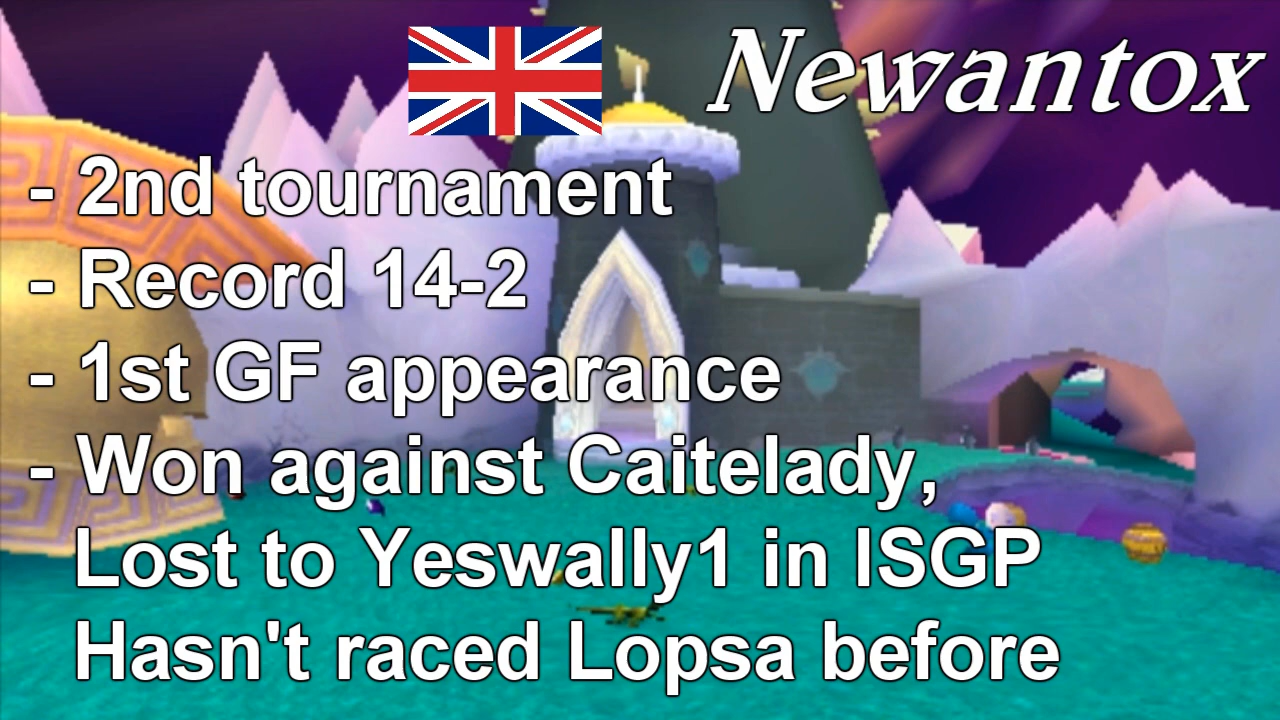 Newantox
- 2nd tournament
- Record 14-2
- 1st GF appearance
- Won against Caitelady,
Lost to Yeswally1 in ISGP
Hasn't raced Lopsa before